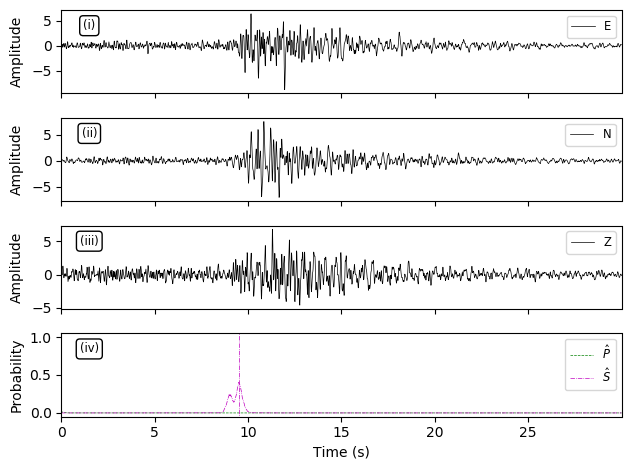 5
0
−5
Amplitude
(i)
E
5
0
−5
Amplitude
(ii)
N
5
0
−5
Amplitude
(iii)
Z
1.0
0.5
0.0
Probability
(iv)
P̂
Ŝ
0 5 10 15 20 25
Time (s)